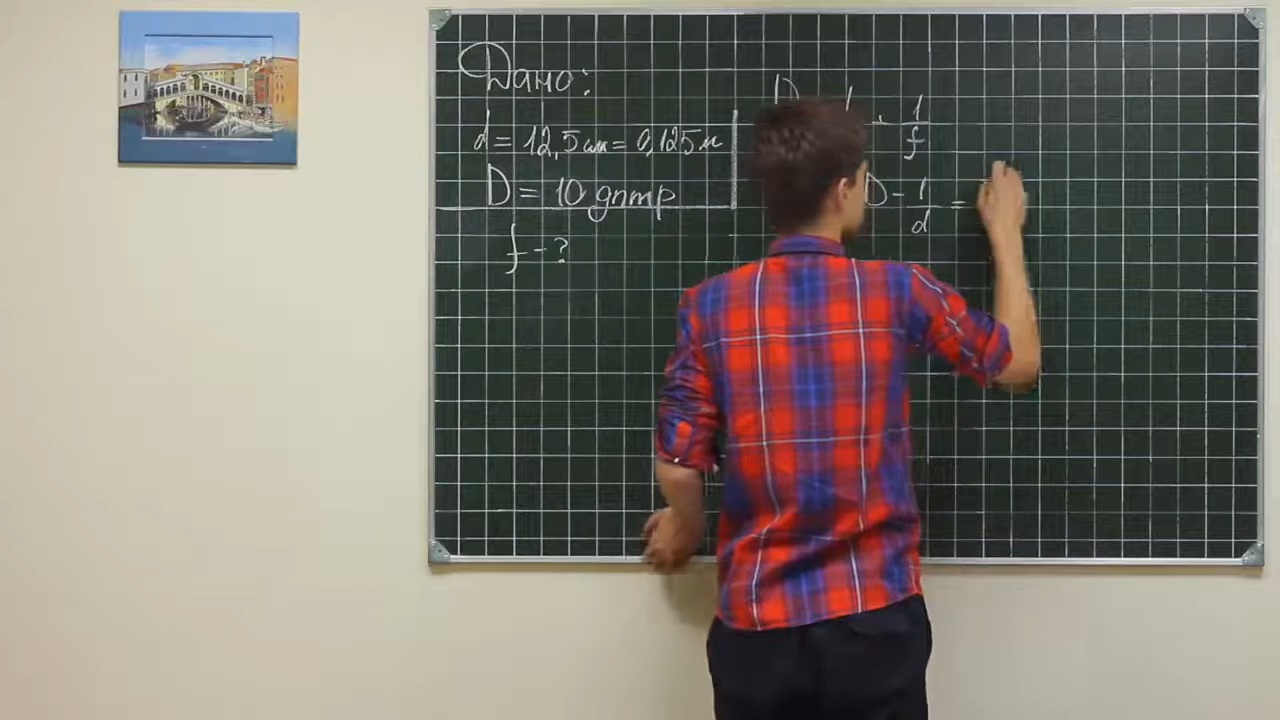 Дано:
d = 12,5 см = 0,125 м
D = 10 дптр
f - ?
D 1 + 1/f
D - 1/d =